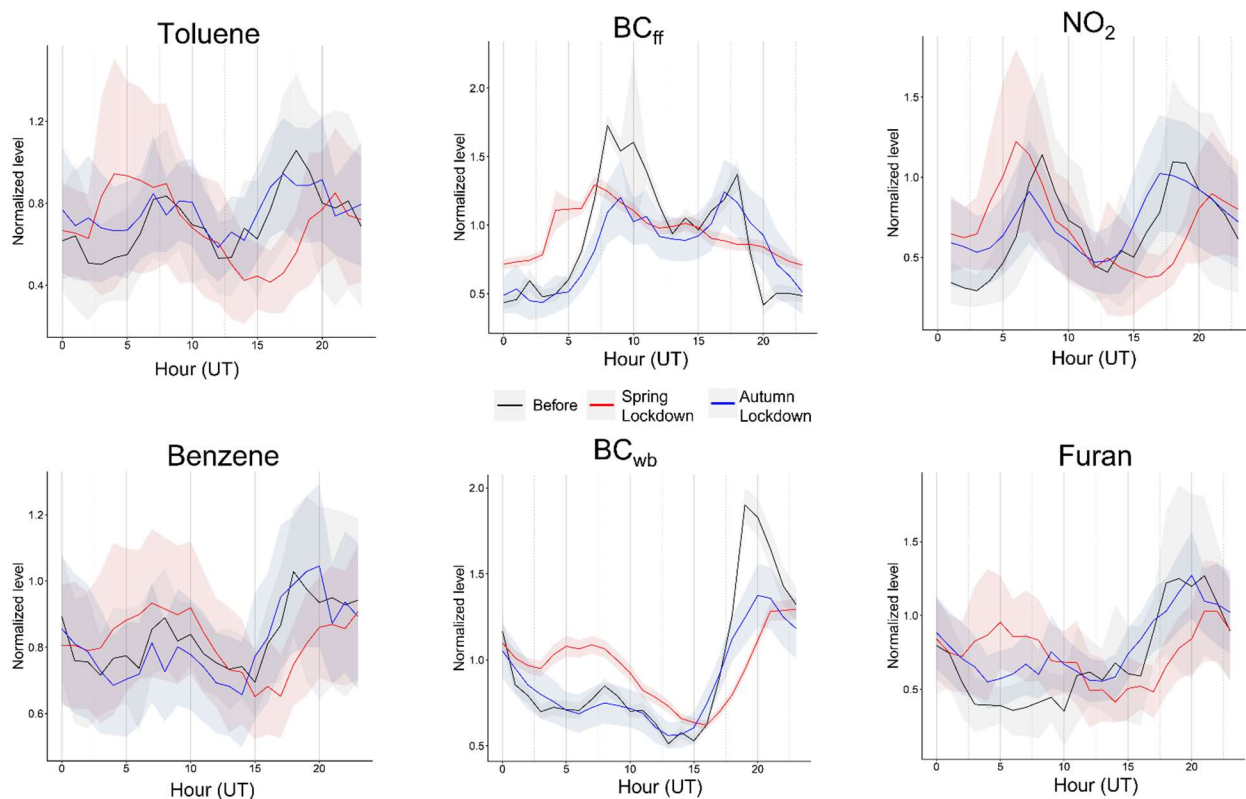 Toluene
Normalized level
1.2
0.8
0.4
0 5 10 15 20
Hour (UT)
BCff
Normalized level
2.0
1.5
1.0
0.5
0 5 10 15 20
Hour (UT)
NO2
Normalized level
1.5
1.0
0.5
0 5 10 15 20
Hour (UT)
Before
Spring
Lockdown
Autumn
Lockdown
Benzene
Normalized level
1.2
1.0
0.8
0.6
0 5 10 15 20
Hour (UT)
BCwb
Normalized level
2.0
1.5
1.0
0.5
0 5 10 15 20
Hour (UT)
Furan
Normalized level
1.5
1.0
0.5
0 5 10 15 20
Hour (UT)